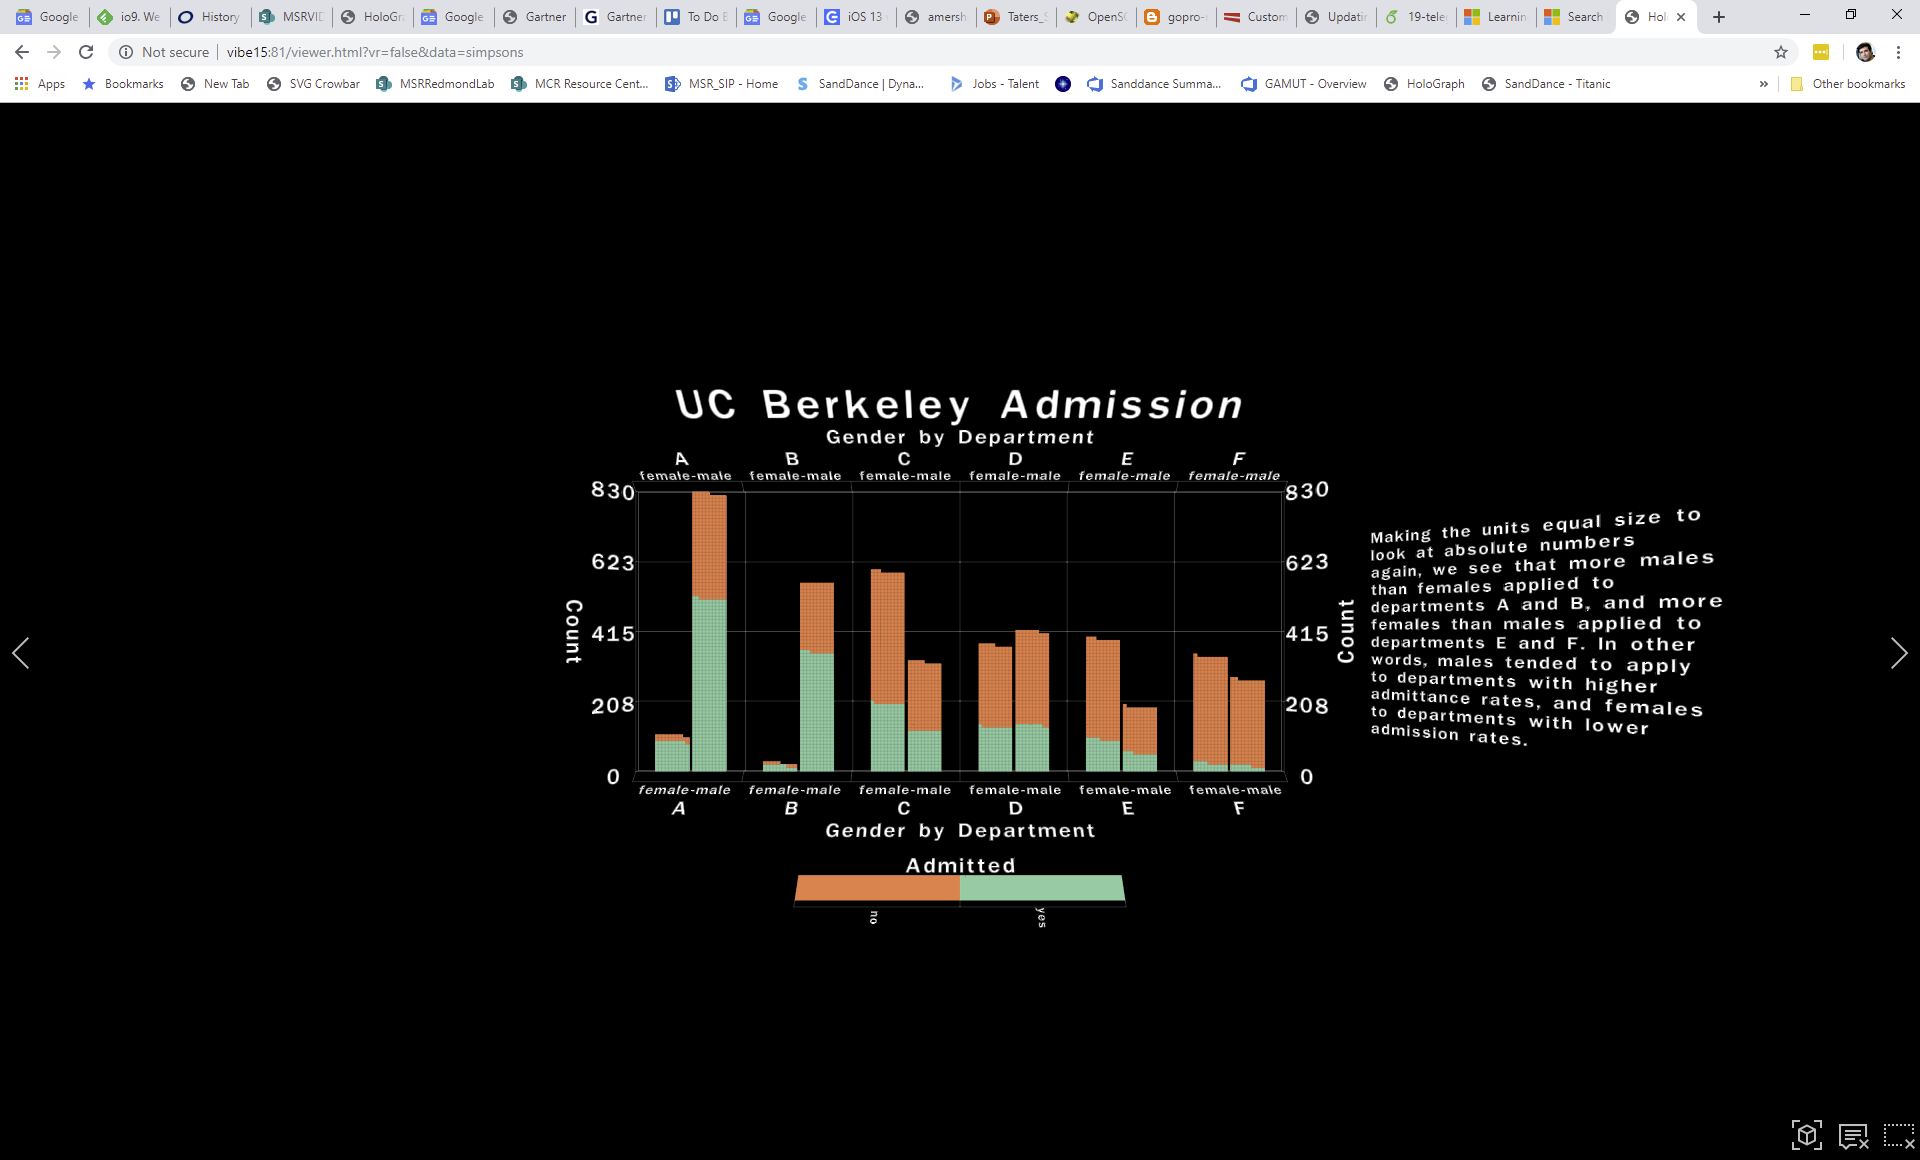 Google
io9. We
History
MSRVID
HoloGra
Google
Gartner
Gartner
To Do B
Google
iOS 13
amersh
Taters_S
OpenSC
gopro-
Custom
Updatin
19-tele
Learnin
Search
Hol
Not secure | vibe15:81/viewer.html?vr=false&data=simpsons
Apps
Bookmarks
New Tab
SVG Crowbar
MSRRedmondLab
MCR Resource Cent...
MSR_SIP - Home
SandDance | Dyna...
Jobs - Talent
Sanddance Summa...
GAMUT - Overview
HoloGraph
SandDance - Titanic
»
Other bookmarks
UC Berkeley Admission
Gender by Department
A B C D E F
female-male female-male female-male female-male female-male female-male
830 830
623 623
415 415
208 208
0 0
Count
Count
female-male female-male female-male female-male female-male female-male
A B C D E F
Gender by Department
Admitted
no yes
Making the units equal size to
look at absolute numbers
again, we see that more males
than females applied to
departments A and B, and more
females than males applied to
departments E and F. In other
words, males tended to apply
to departments with higher
admittance rates, and females
to departments with lower
admission rates.